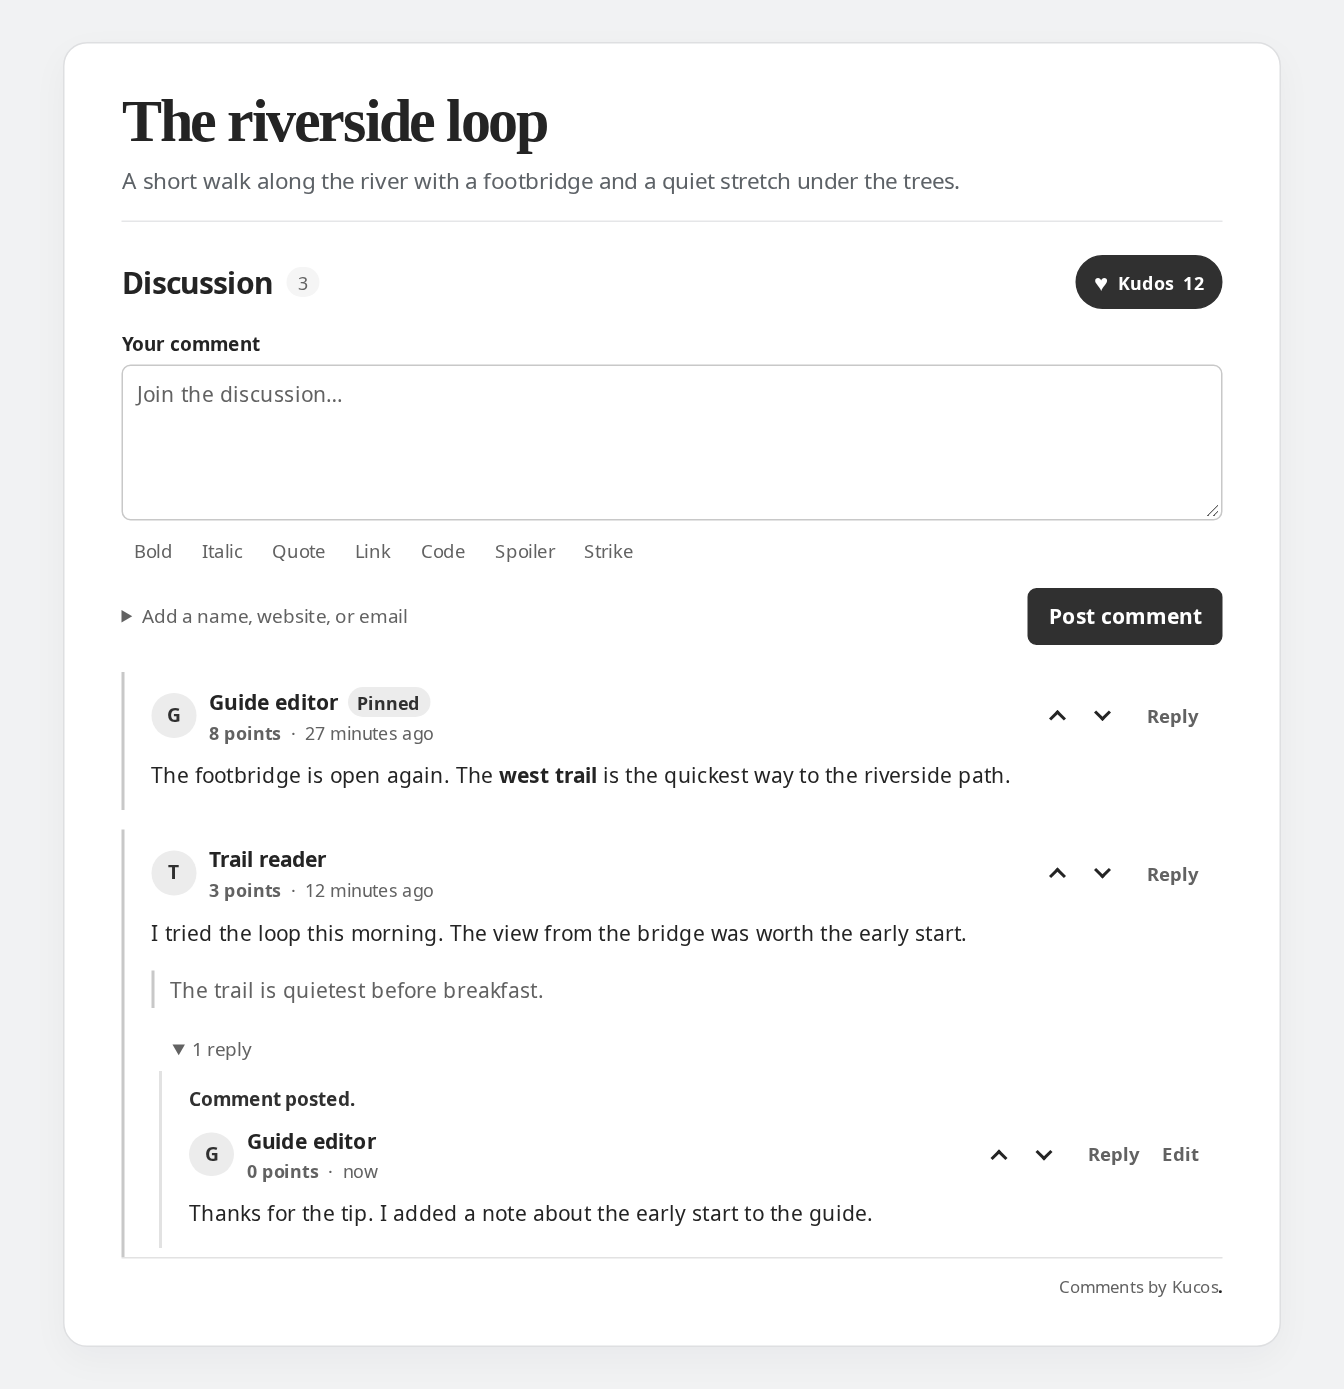 The riverside loop
A short walk along the river with a footbridge and a quiet stretch under the trees.
Discussion 3
♥ Kudos 12
Your comment
Join the discussion...
Bold Italic Quote Link Code Spoiler Strike
▶ Add a name, website, or email
Post comment
G Guide editor Pinned
8 points · 27 minutes ago
Reply
The footbridge is open again. The west trail is the quickest way to the riverside path.
T Trail reader
3 points · 12 minutes ago
Reply
I tried the loop this morning. The view from the bridge was worth the early start.
The trail is quietest before breakfast.
▼ 1 reply
Comment posted.
G Guide editor
0 points · now
Reply Edit
Thanks for the tip. I added a note about the early start to the guide.
Comments by Kucos.